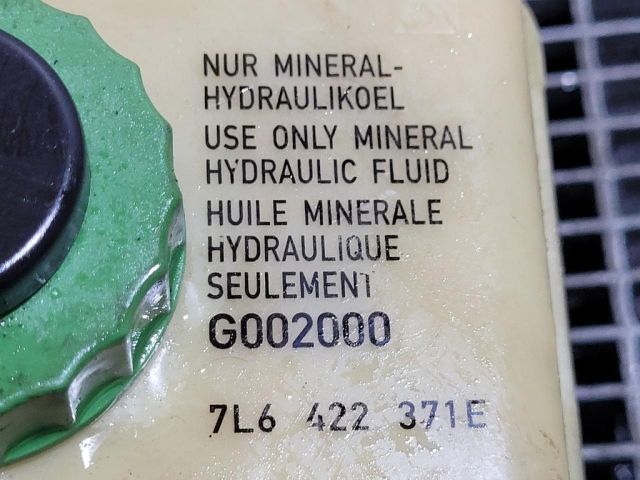 NUR MINERAL-
HYDRAULIKOEL
USE ONLY MINERAL
HYDRAULIC FLUID
HUILE MINERALE
HYDRAULIQUE
SEULEMENT
G002000
7L6 422 371E